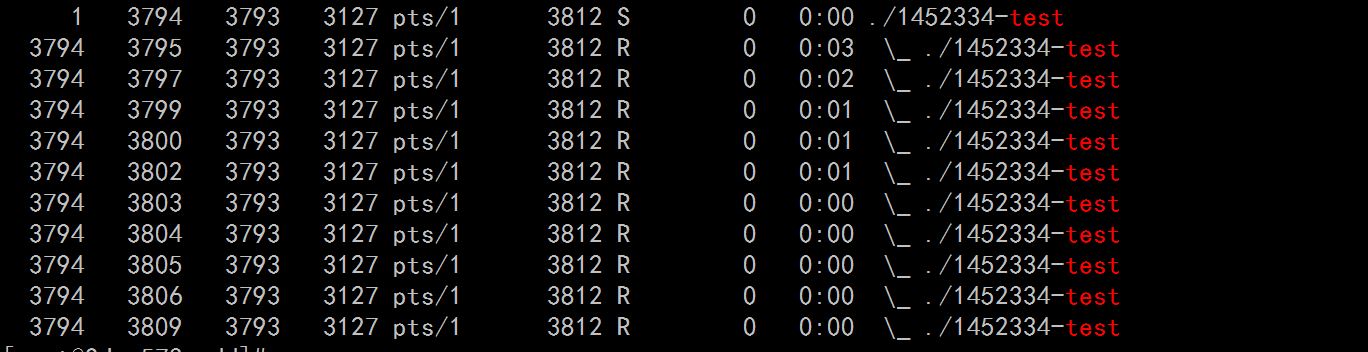 1 3794 3793 3127 pts/1 3812 S 0 0:00 ./1452334-test
3794 3795 3793 3127 pts/1 3812 R 0 0:03 \_ ./1452334-test
3794 3797 3793 3127 pts/1 3812 R 0 0:02 \_ ./1452334-test
3794 3799 3793 3127 pts/1 3812 R 0 0:01 \_ ./1452334-test
3794 3800 3793 3127 pts/1 3812 R 0 0:01 \_ ./1452334-test
3794 3802 3793 3127 pts/1 3812 R 0 0:01 \_ ./1452334-test
3794 3803 3793 3127 pts/1 3812 R 0 0:00 \_ ./1452334-test
3794 3804 3793 3127 pts/1 3812 R 0 0:00 \_ ./1452334-test
3794 3805 3793 3127 pts/1 3812 R 0 0:00 \_ ./1452334-test
3794 3806 3793 3127 pts/1 3812 R 0 0:00 \_ ./1452334-test
3794 3809 3793 3127 pts/1 3812 R 0 0:00 \_ ./1452334-test